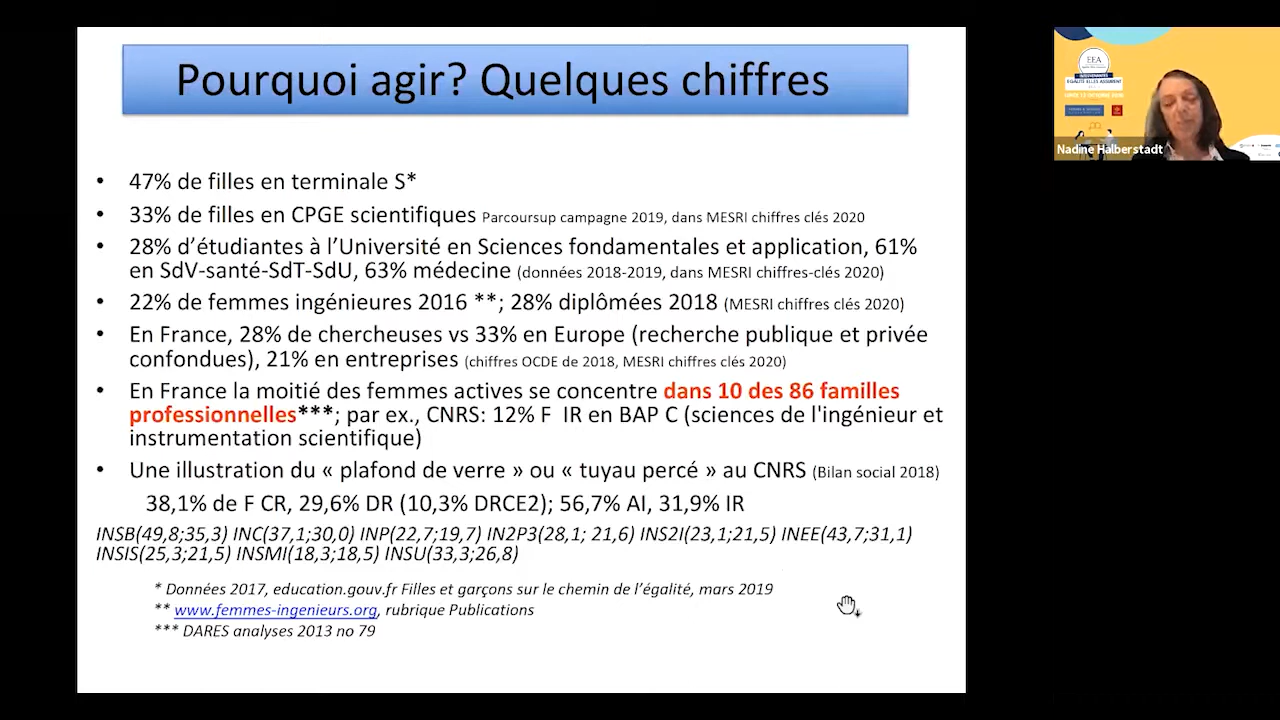 Pourquoi agir? Quelques chiffres
• 47% de filles en terminale S*
• 33% de filles en CPGE scientifiques Parcoursup campagne 2019, dans MESRI chiffres clés 2020
• 28% d’étudiantes à l’Université en Sciences fondamentales et application, 61%
en SdV-santé-SdT-SdU, 63% médecine (données 2018-2019, dans MESRI chiffres-clés 2020)
• 22% de femmes ingénieures 2016 **; 28% diplômées 2018 (MESRI chiffres clés 2020)
• En France, 28% de chercheuses vs 33% en Europe (recherche publique et privée
confondues), 21% en entreprises (chiffres OCDE de 2018, MESRI chiffres clés 2020)
• En France la moitié des femmes actives se concentre dans 10 des 86 familles
professionnelles***; par ex., CNRS: 12% F IR en BAP C (sciences de l'ingénieur et
instrumentation scientifique)
• Une illustration du « plafond de verre » ou « tuyau percé » au CNRS (Bilan social 2018)
38,1% de F CR, 29,6% DR (10,3% DRCE2); 56,7% AI, 31,9% IR
INSB(49,8;35,3) INC(37,1;30,0) INP(22,7;19,7) IN2P3(28,1; 21,6) INS2I(23,1;21,5) INEE(43,7;31,1)
INSIS(25,3;21,5) INSMI(18,3;18,5) INSU(33,3;26,8)
* Données 2017, education.gouv.fr Filles et garçons sur le chemin de l’égalité, mars 2019
** www.femmes-ingenieurs.org, rubrique Publications
*** DARES analyses 2013 no 79
EEA
Nadine Halberstadt